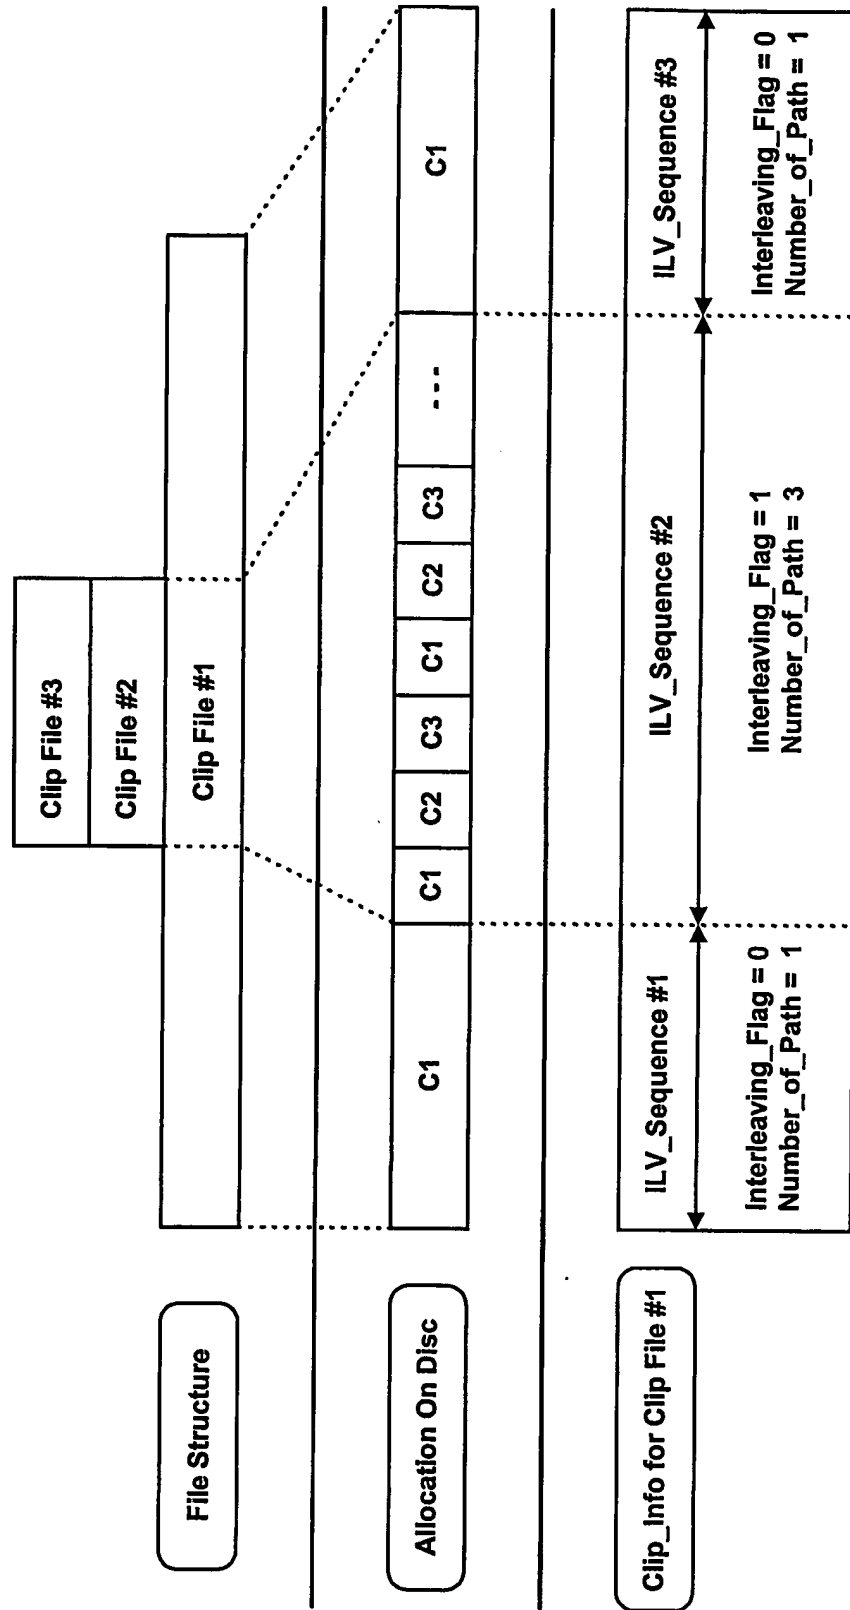 File Structure
Clip File #3
Clip File #2
Clip File #1
Allocation On Disc
C1
C1
C2
C3
C1
C2
C3
---
C1
Clip_Info for Clip File #1
ILV_Sequence #1
ILV_Sequence #2
ILV_Sequence #3
Interleaving_Flag = 0
Number_of_Path = 1
Interleaving_Flag = 1
Number_of_Path = 3
Interleaving_Flag = 0
Number_of_Path = 1